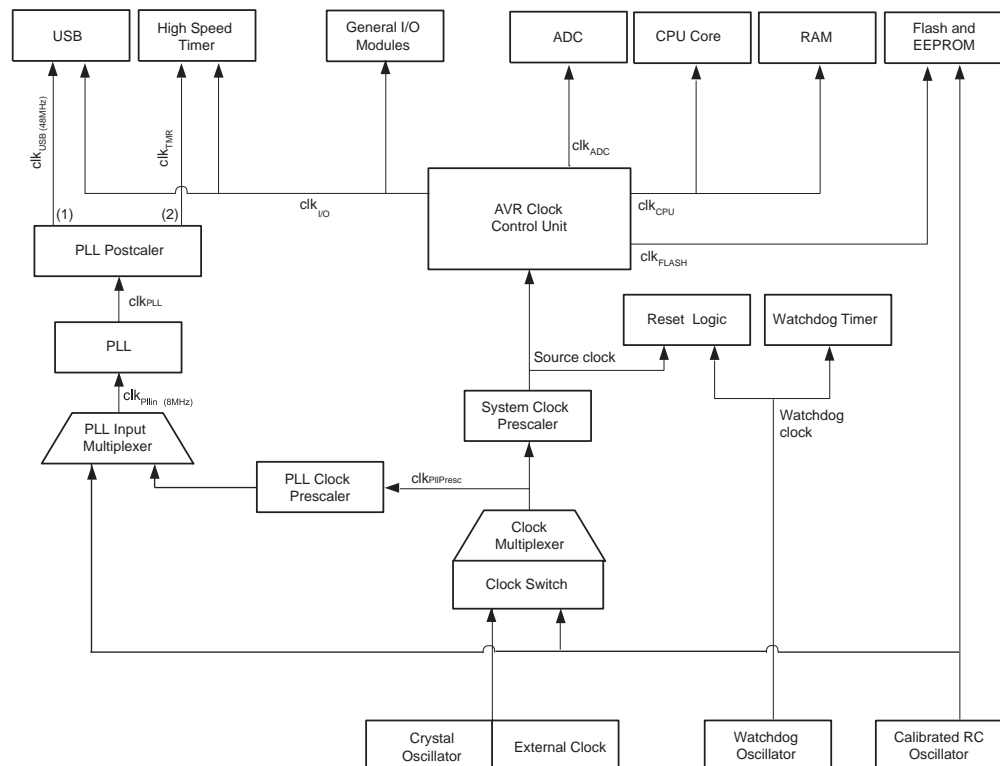 USB
High Speed
Timer
General I/O
Modules
ADC
CPU Core
RAM
Flash and
EEPROM
clkUSB (48MHz)
clkTMR
clkADC
clkI/O
AVR Clock
Control Unit
clkCPU
clkFLASH
(1)
(2)
PLL Postcaler
clkPLL
PLL
Reset Logic
Watchdog Timer
Source clock
clkPllin (8MHz)
System Clock
Prescaler
Watchdog
clock
PLL Input
Multiplexer
PLL Clock
Prescaler
clkPllPresc
Clock
Multiplexer
Clock Switch
Crystal
Oscillator
External Clock
Watchdog
Oscillator
Calibrated RC
Oscillator